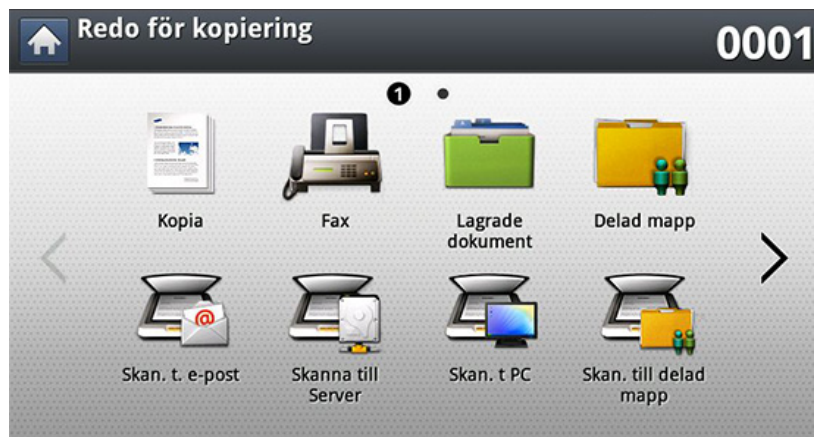 Redo för kopiering
0001
1
Kopia
Fax
Lagrade
dokument
Delad mapp
@
Skan. t. e-post
Skanna till
Server
Skan. t PC
Skan. till delad
mapp